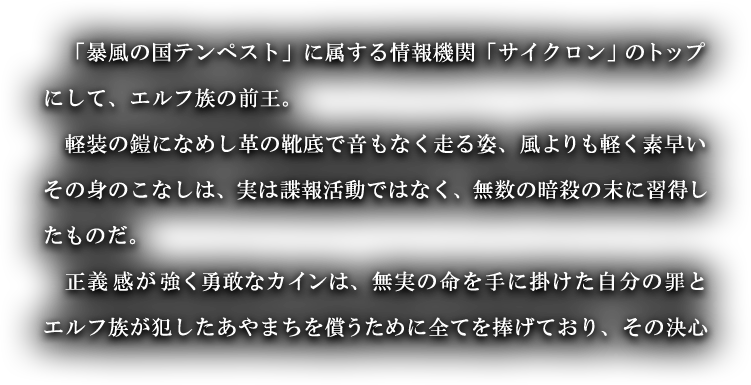 「暴風の国テンペスト」に属する情報機関「サイクロン」のトップ
にして、エルフ族の前王。
軽装の鎧になめし革の靴底で音もなく走る姿、風よりも軽く素早い
その身のこなしは、実は諜報活動ではなく、無数の暗殺の末に習得し
たものだ。
正義感が強く勇敢なカインは、無実の命を手に掛けた自分の罪と
エルフ族が犯したあやまちを償うために全てを捧げており、その決心